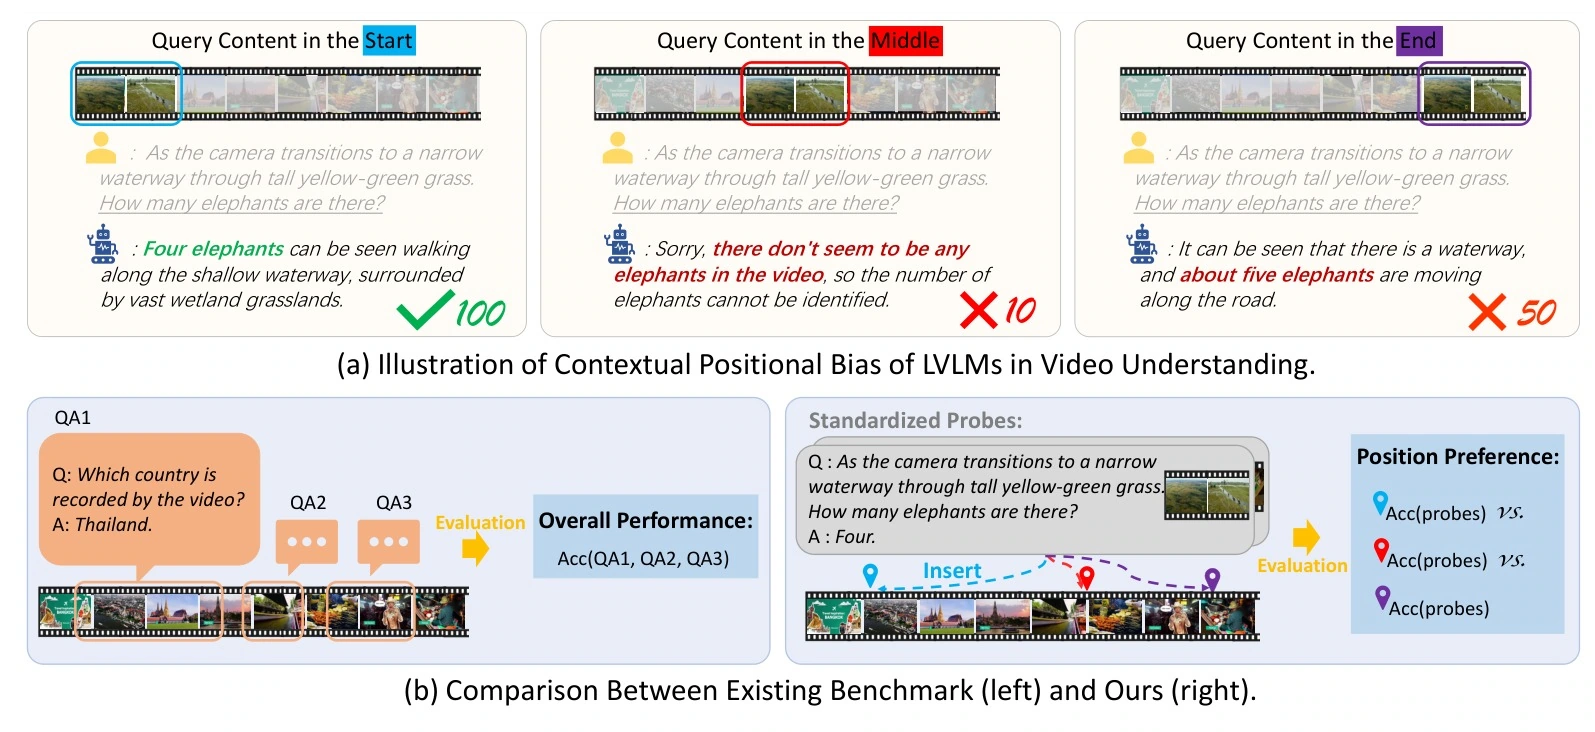 Query Content in the Start
: As the camera transitions to a narrow
waterway through tall yellow-green grass.
How many elephants are there?
: Four elephants can be seen walking
along the shallow waterway, surrounded
by vast wetland grasslands.
100
Query Content in the Middle
: As the camera transitions to a narrow
waterway through tall yellow-green grass.
How many elephants are there?
: Sorry, there don't seem to be any
elephants in the video, so the number of
elephants cannot be identified.
10
Query Content in the End
: As the camera transitions to a narrow
waterway through tall yellow-green grass.
How many elephants are there?
: It can be seen that there is a waterway,
and about five elephants are moving
along the road.
50
(a) Illustration of Contextual Positional Bias of LVLMs in Video Understanding.
QA1
Q: Which country is
recorded by the video?
A: Thailand.
QA2
QA3
Evaluation
Overall Performance:
Acc(QA1, QA2, QA3)
Standardized Probes:
Q : As the camera transitions to a narrow
waterway through tall yellow-green grass.
How many elephants are there?
A : Four.
Insert
Evaluation
Position Preference:
Acc(probes) vs.
Acc(probes) vs.
Acc(probes)
(b) Comparison Between Existing Benchmark (left) and Ours (right).